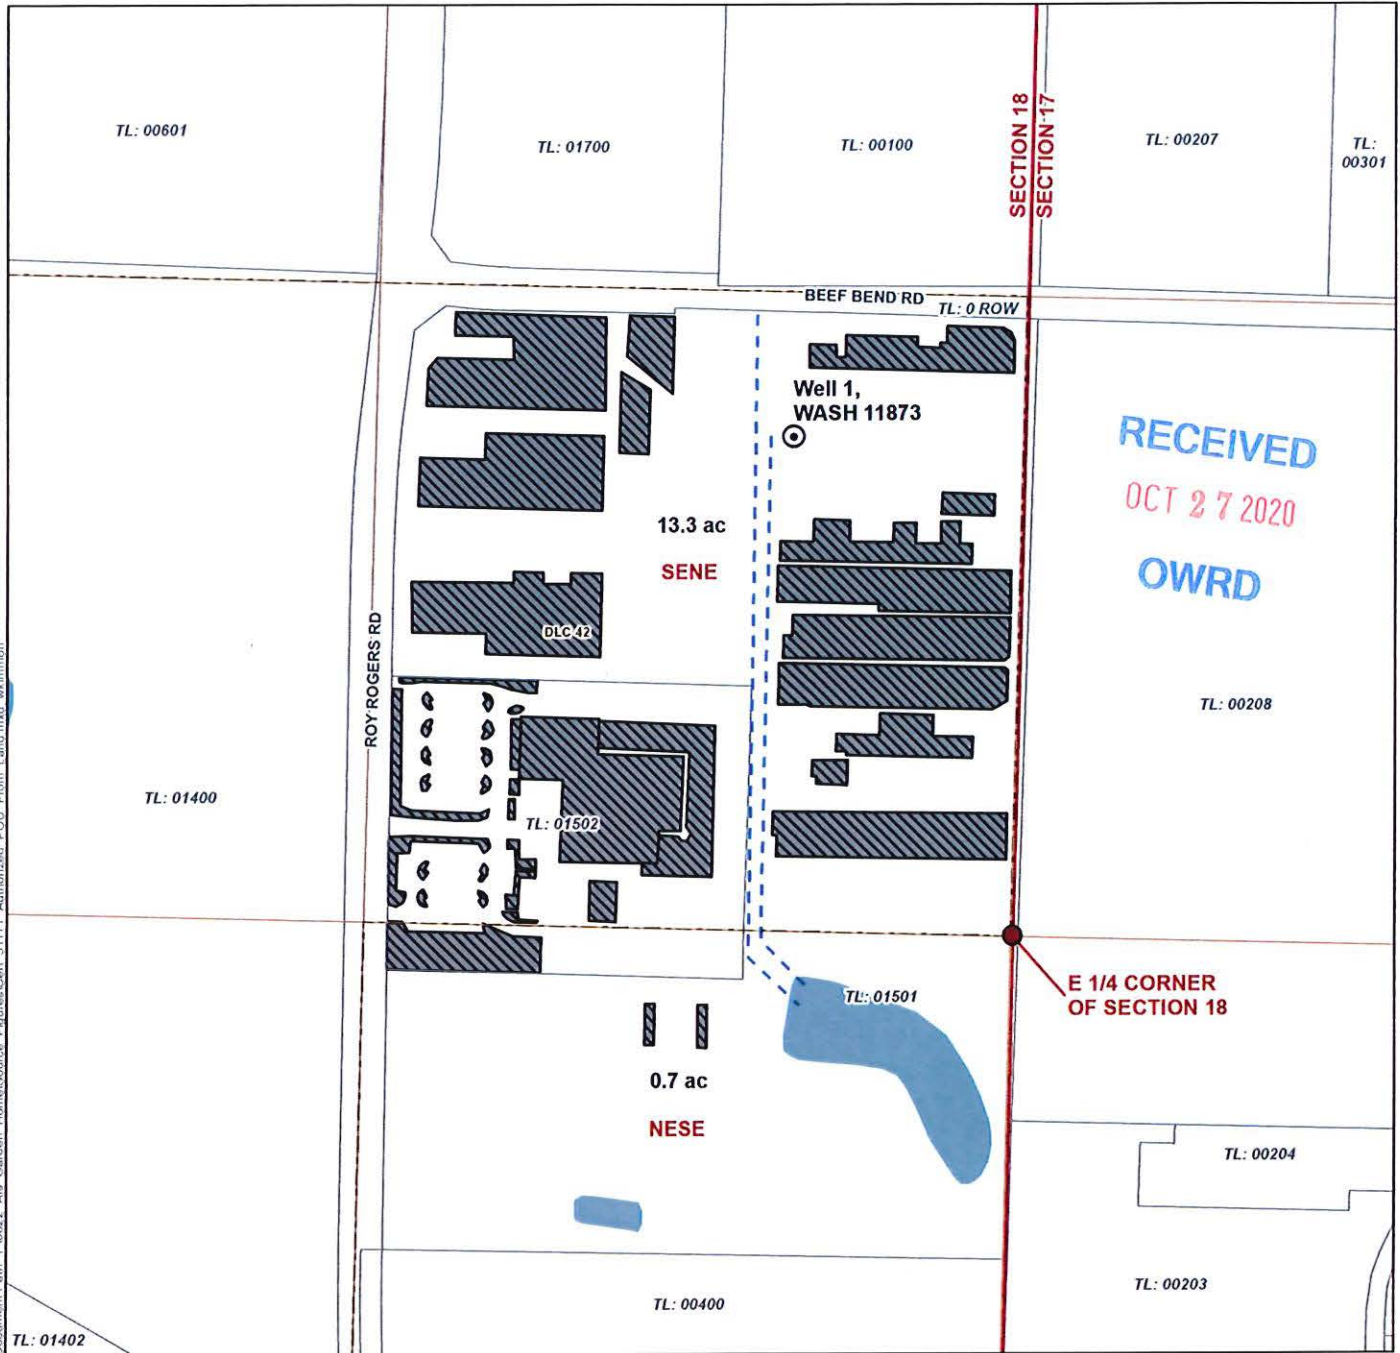 TL: 00601
TL: 01700
TL: 00100
SECTION 18
SECTION 17
TL: 00207
TL:
00301
BEEF BEND RD
TL: 0 ROW
Well 1,
WASH 11873
RECEIVED
OCT 27 2020
OWRD
13.3 ac
SENE
DLC 42
ROY ROGERS RD
TL: 00208
TL: 01400
TL: 01502
E 1/4 CORNER
OF SECTION 18
TL: 01501
0.7 ac
NESE
TL: 00204
TL: 00203
TL: 00400
TL: 01402